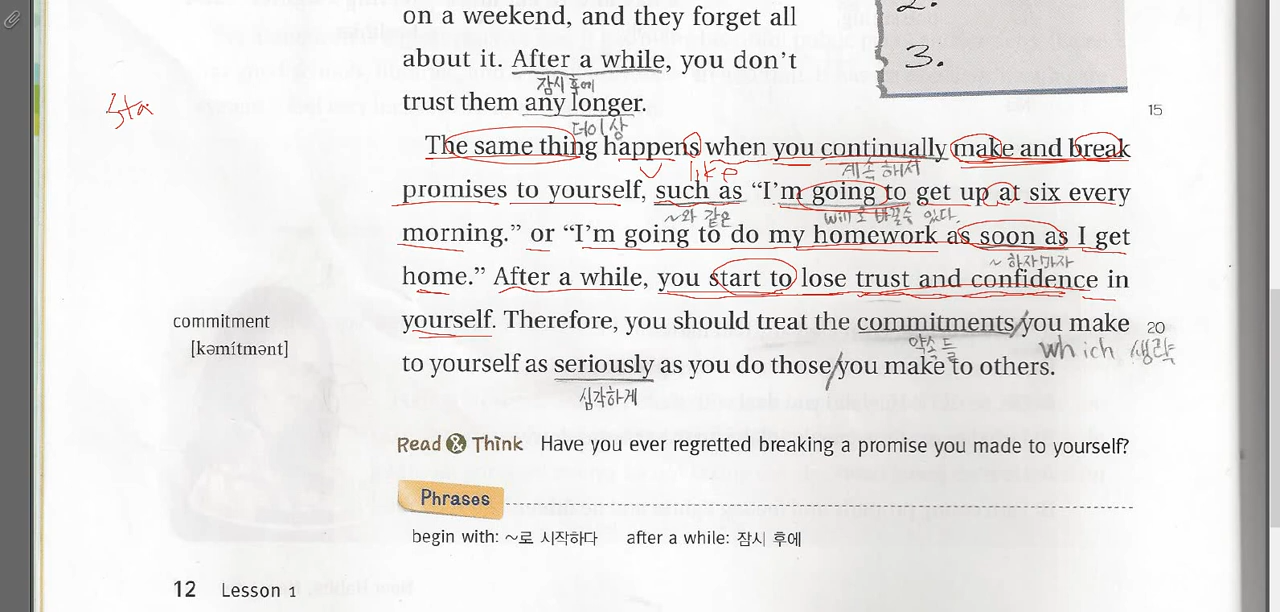 2.
on a weekend, and they forget all
3.
about it. After a while, you don't
잠시 후에
trust them any longer.
더이상
Sta
15
The same thing happens when you continually make and break
like
계속해서
promises to yourself, such as “I'm going to get up at six every
~와 같은
will로 바꿀수 있다.
morning.” or “I'm going to do my homework as soon as I get
~하자마자
home.” After a while, you start to lose trust and confidence in
yourself. Therefore, you should treat the commitments/you make
20
약속들
which 생략
to yourself as seriously as you do those/you make to others.
심각하게
commitment
[kəmítmənt]
Read & Think Have you ever regretted breaking a promise you made to yourself?
Phrases
begin with: ~로 시작하다 after a while: 잠시 후에
12 Lesson 1